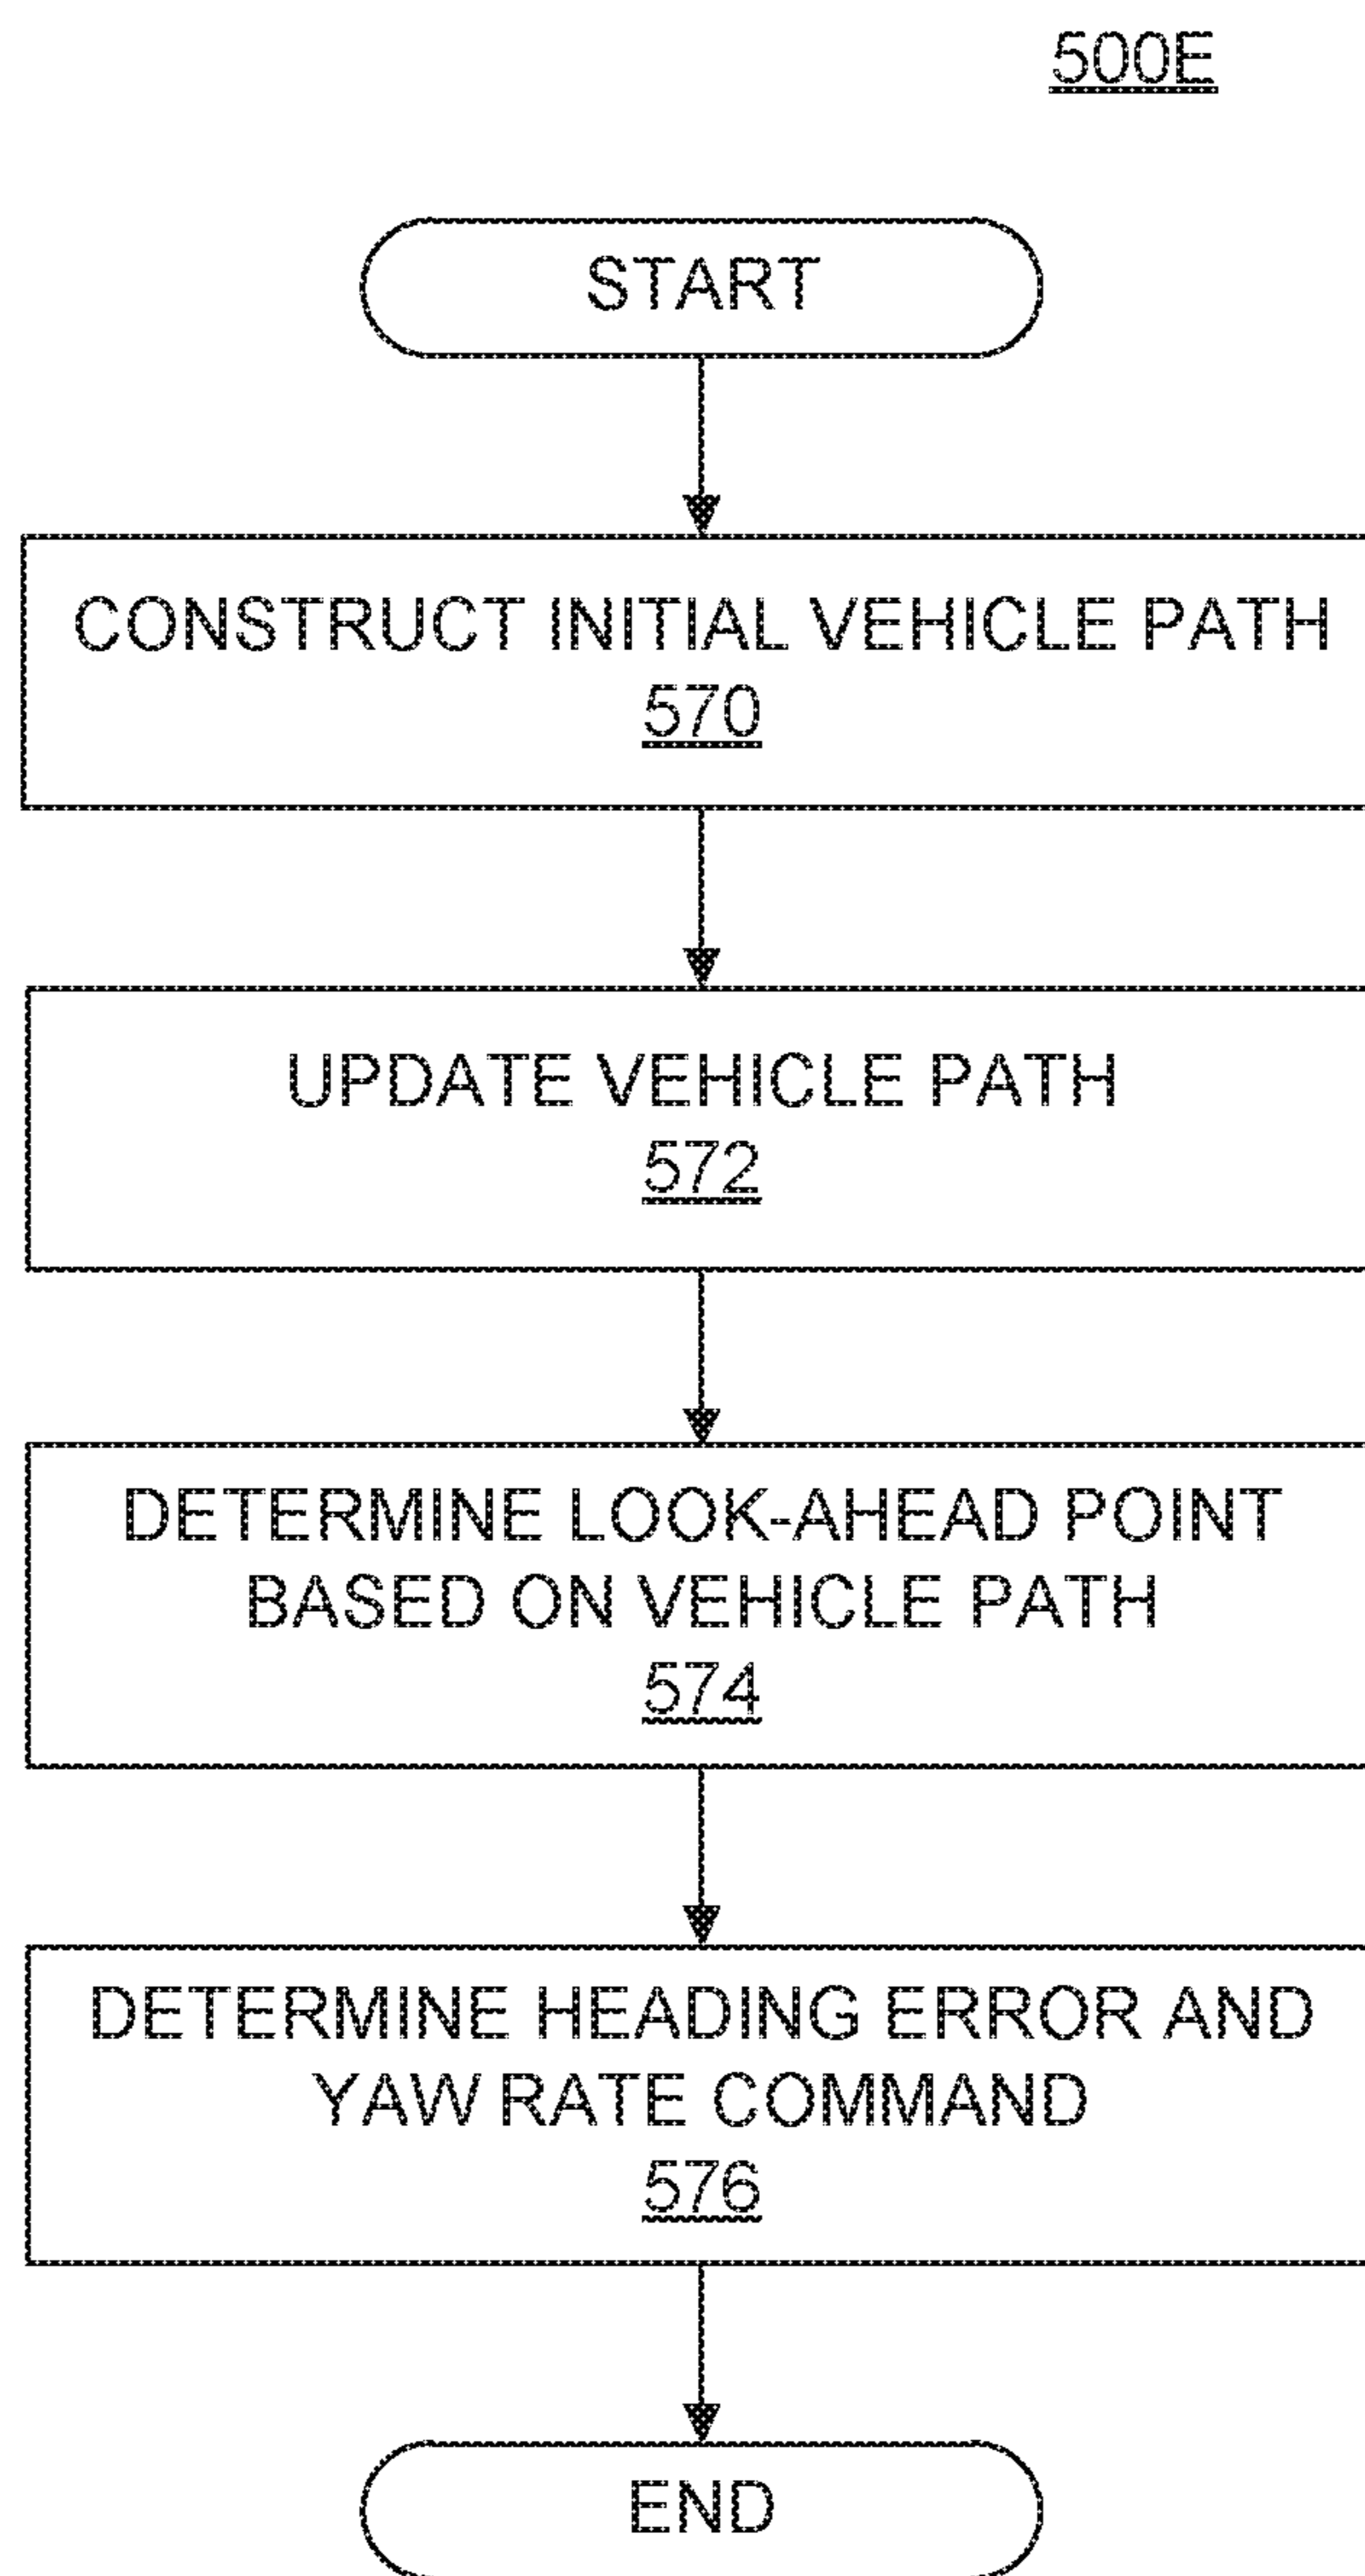 500E
START
CONSTRUCT INITIAL VEHICLE PATH
570
UPDATE VEHICLE PATH
572
DETERMINE LOOK-AHEAD POINT
BASED ON VEHICLE PATH
574
DETERMINE HEADING ERROR AND
YAW RATE COMMAND
576
END